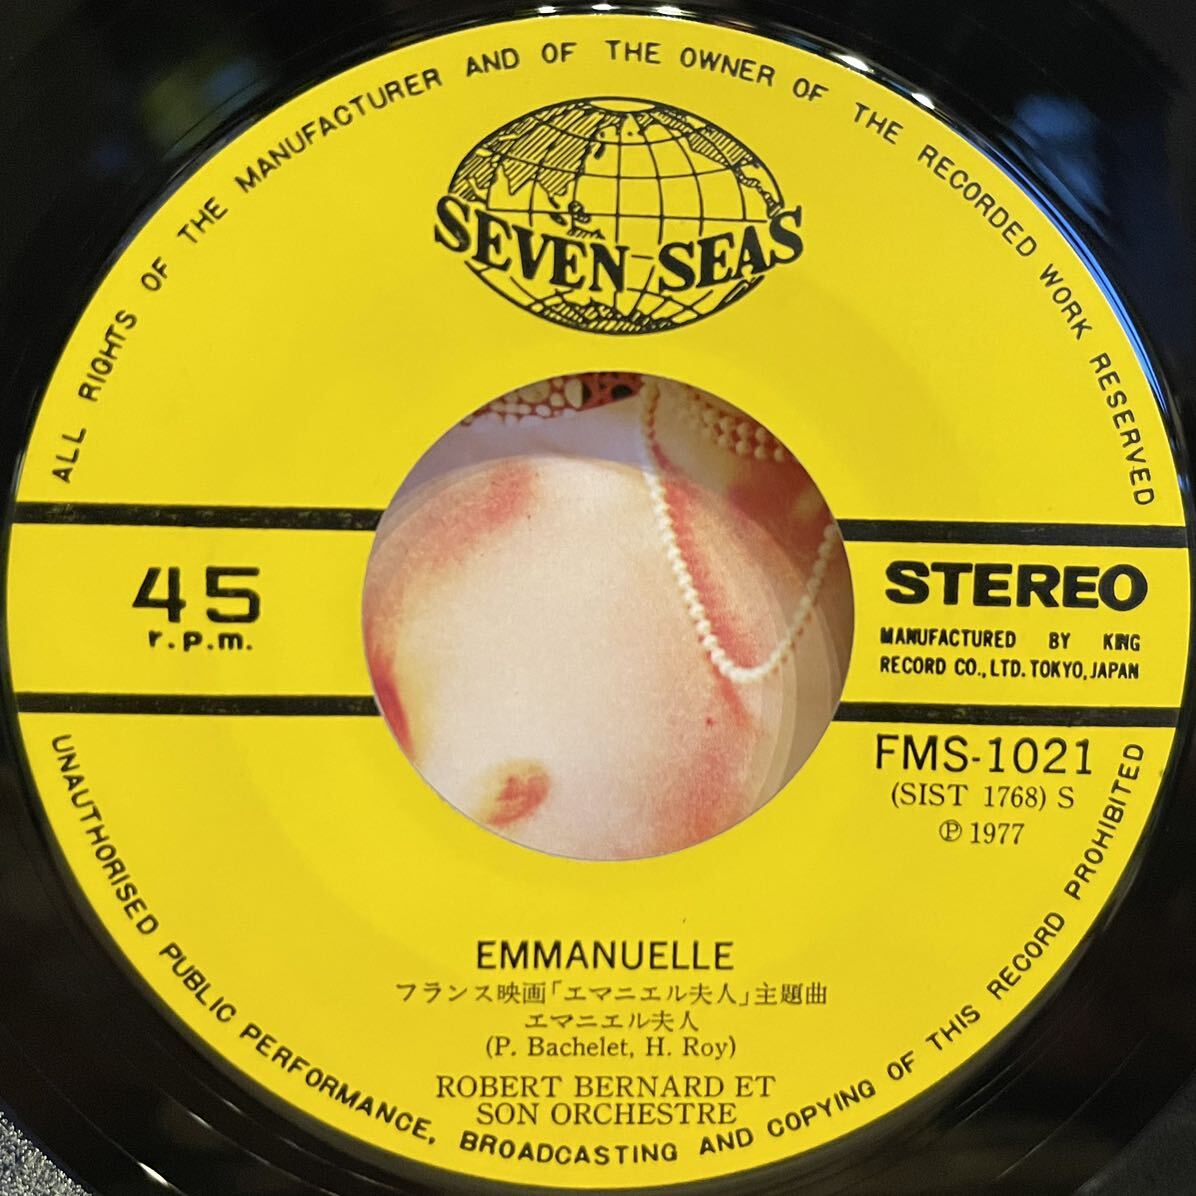 ALL RIGHTS OF THE MANUFACTURER AND OF THE OWNER OF THE RECORDED WORK RESERVED
SEVEN SEAS
45
r.p.m.
STEREO
MANUFACTURED BY KING
RECORD CO., LTD. TOKYO, JAPAN
FMS-1021
(SIST 1768) S
℗ 1977
EMMANUELLE
フランス映画「エマニエル夫人」主題曲
エマニエル夫人
(P. Bachelet, H. Roy)
ROBERT BERNARD ET
SON ORCHESTRE
UNAUTHORISED PUBLIC PERFORMANCE, BROADCASTING AND COPYING OF THIS RECORD PROHIBITED